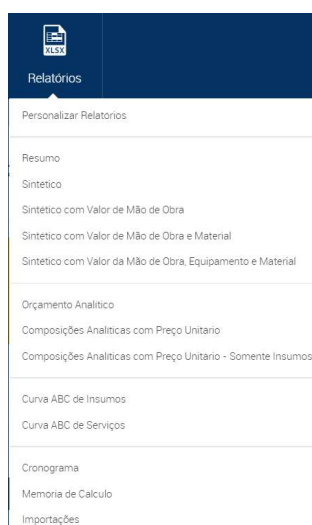 XLSX
Relatórios
Personalizar Relatorios
Resumo
Sintetico
Sintetico com Valor de Mão de Obra
Sintetico com Valor de Mão de Obra e Material
Sintetico com Valor da Mão de Obra, Equipamento e Material
Orçamento Analitico
Composições Analiticas com Preço Unitario
Composições Analiticas com Preço Unitario - Somente Insumos
Curva ABC de Insumos
Curva ABC de Serviços
Cronograma
Memoria de Calculo
Importações